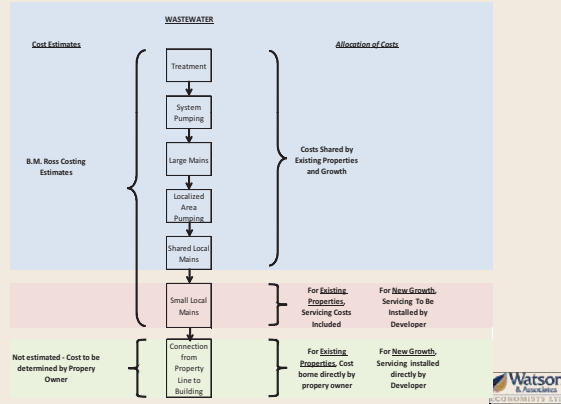 WASTEWATER
Cost Estimates
Allocation of Costs
Treatment
System
Pumping
Large Mains
Localized
Area
Pumping
Shared Local
Mains
B.M. Ross Costing
Estimates
Costs Shared by
Existing Properties
and Growth
Small Local
Mains
For Existing
Properties,
Servicing Costs
Included
For New Growth,
Servicing To Be
Installed by
Developer
Not estimated - Cost to be
determined by Propery
Owner
Connection
from
Property
Line to
Building
For Existing
Properties, Cost
borne directly by
propery owner
For New Growth,
Servicing installed
directly by
Developer
Watson
& Associates
ECONOMISTS LTD